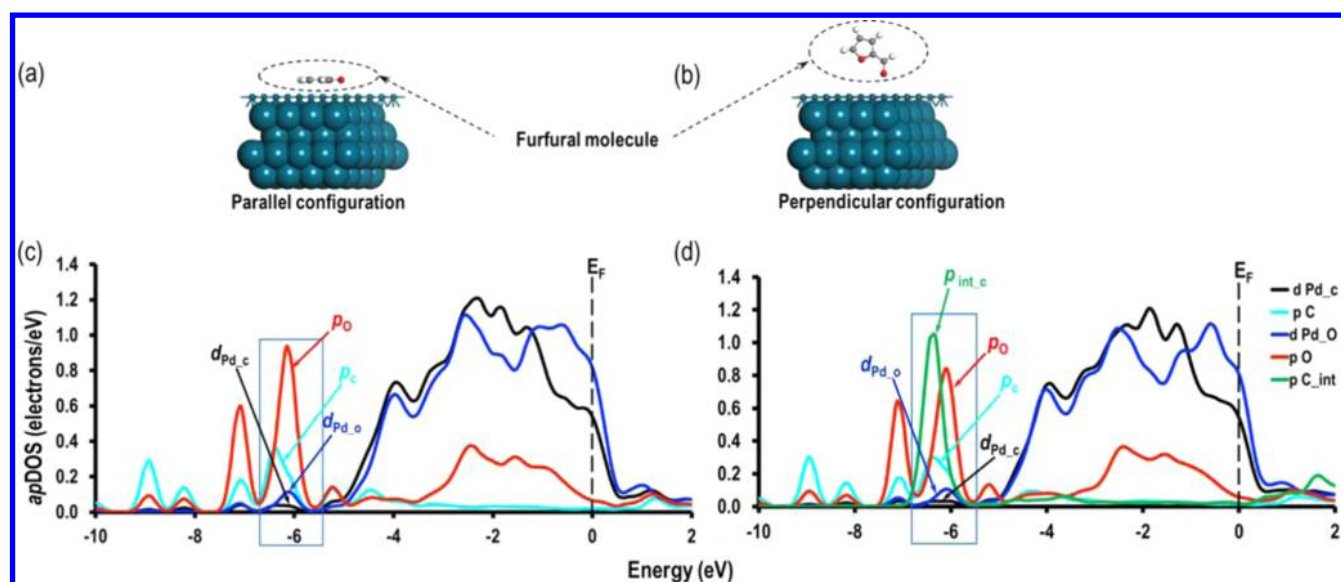 (a)
(b)
Furfural molecule
Parallel configuration
Perpendicular configuration
(c)
(d)
apDOS (electrons/eV)
1.4
1.2
1.0
0.8
0.6
0.4
0.2
0.0
-10
-8
-6
-4
-2
0
2
E_F
p_O
d_Pd_c
p_c
d_Pd_o
1.4
1.2
1.0
0.8
0.6
0.4
0.2
0.0
-10
-8
-6
-4
-2
0
2
E_F
p_int_c
p_O
d_Pd_o
p_c
d_Pd_c
d Pd_c
p C
d Pd_O
p O
p C_int
Energy (eV)